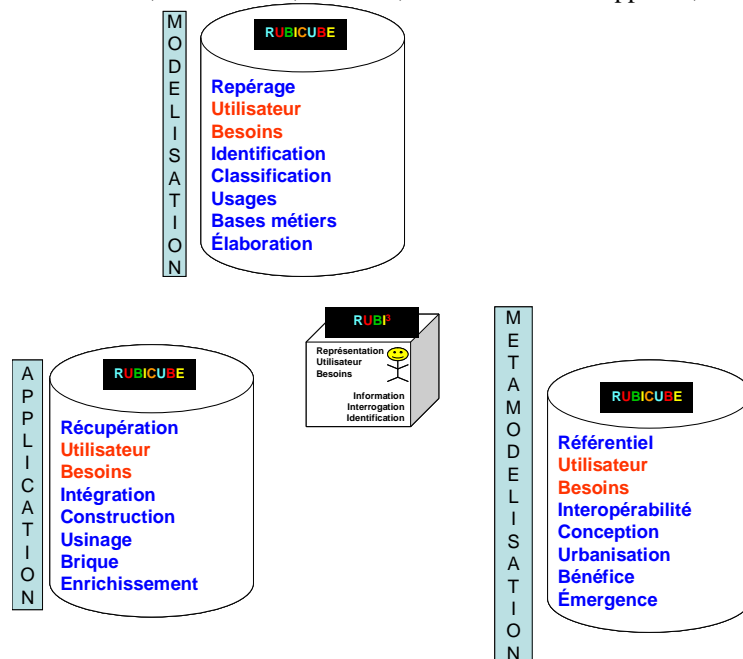 MODELISATION
RUBICUBE
Repérage
Utilisateur
Besoins
Identification
Classification
Usages
Bases métiers
Élaboration
APPLICATION
RUBICUBE
Récupération
Utilisateur
Besoins
Intégration
Construction
Usinage
Brique
Enrichissement
RUBI³
Représentation
Utilisateur
Besoins
Information
Interrogation
Identification
METAMODELISATION
RUBICUBE
Référentiel
Utilisateur
Besoins
Interopérabilité
Conception
Urbanisation
Bénéfice
Émergence